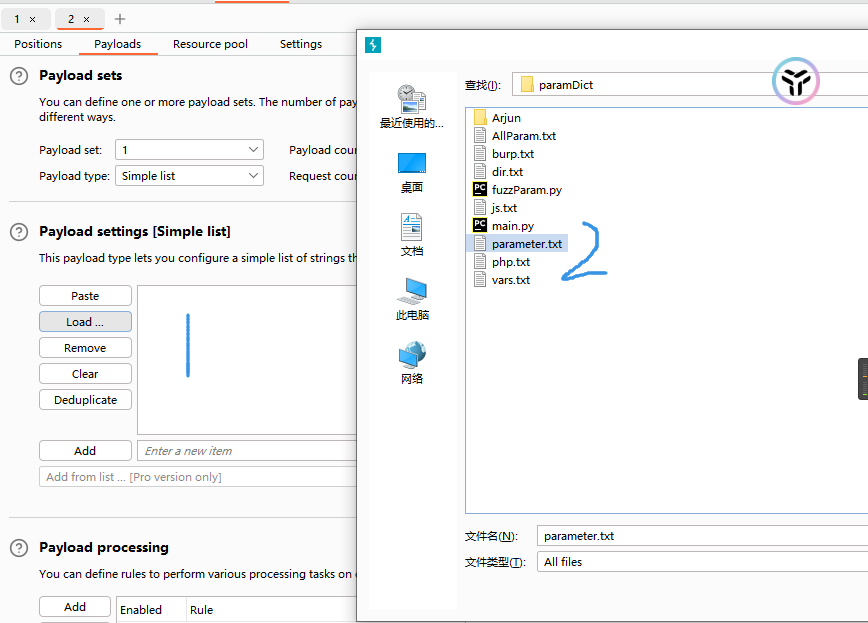 1 × 2 × +
Positions Payloads Resource pool Settings
? Payload sets
You can define one or more payload sets. The number of pay
different ways.
Payload set: 1 Payload cour
Payload type: Simple list Request cour
? Payload settings [Simple list]
This payload type lets you configure a simple list of strings th
Paste
Load ...
Remove
Clear
Deduplicate
Add Enter a new item
Add from list ... [Pro version only]
? Payload processing
You can define rules to perform various processing tasks on
Add Enabled Rule
查找(I): paramDict
最近使用的...
桌面
文档
此电脑
网络
Arjun
AllParam.txt
burp.txt
dir.txt
PC fuzzParam.py
js.txt
PC main.py
parameter.txt
php.txt
vars.txt
1
2
文件名(N): parameter.txt
文件类型(T): All files